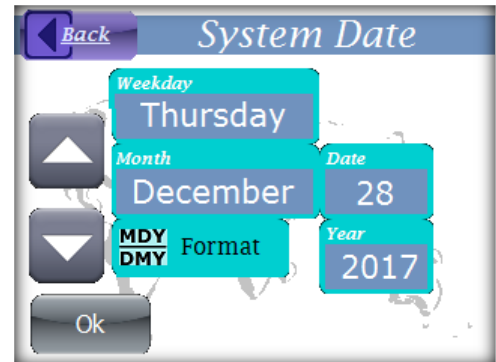 Back
System Date
Weekday
Thursday
Month
Date
December
28
MDY
DMY
Format
Year
2017
Ok